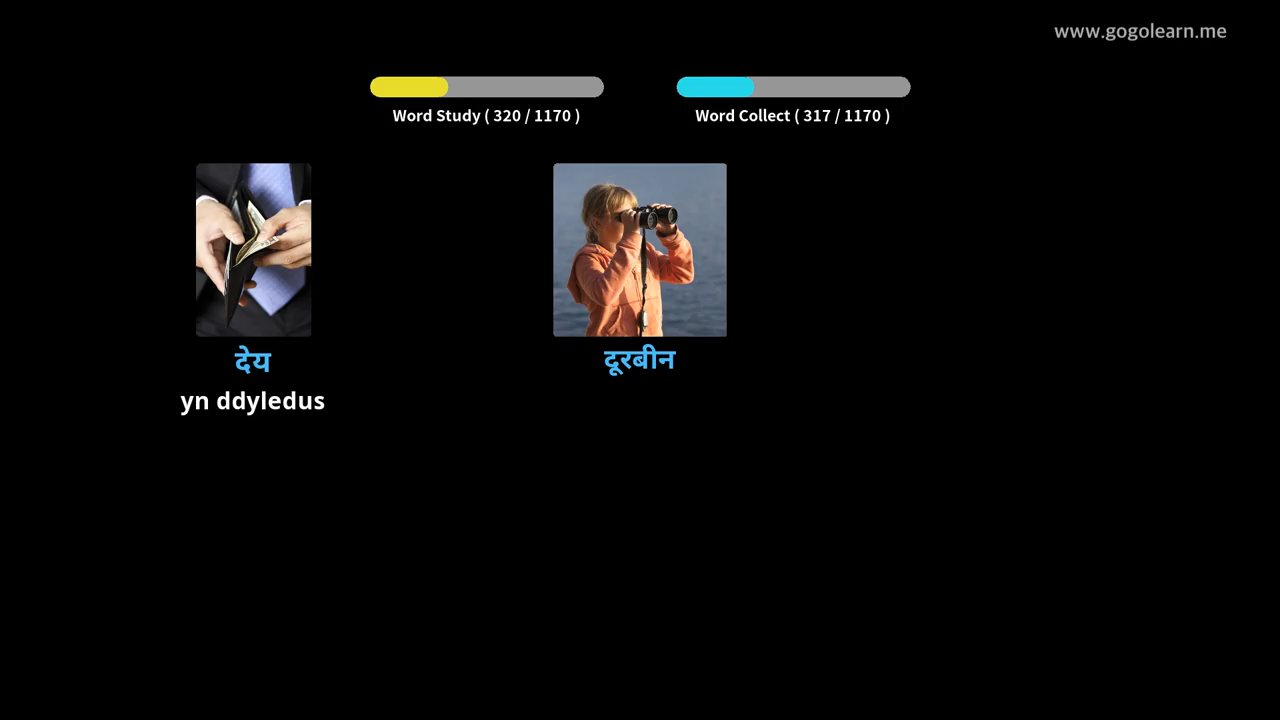 www.gogolearn.me
Word Study ( 320 / 1170 )
Word Collect ( 317 / 1170 )
देय
yn ddyledus
दूरबीन